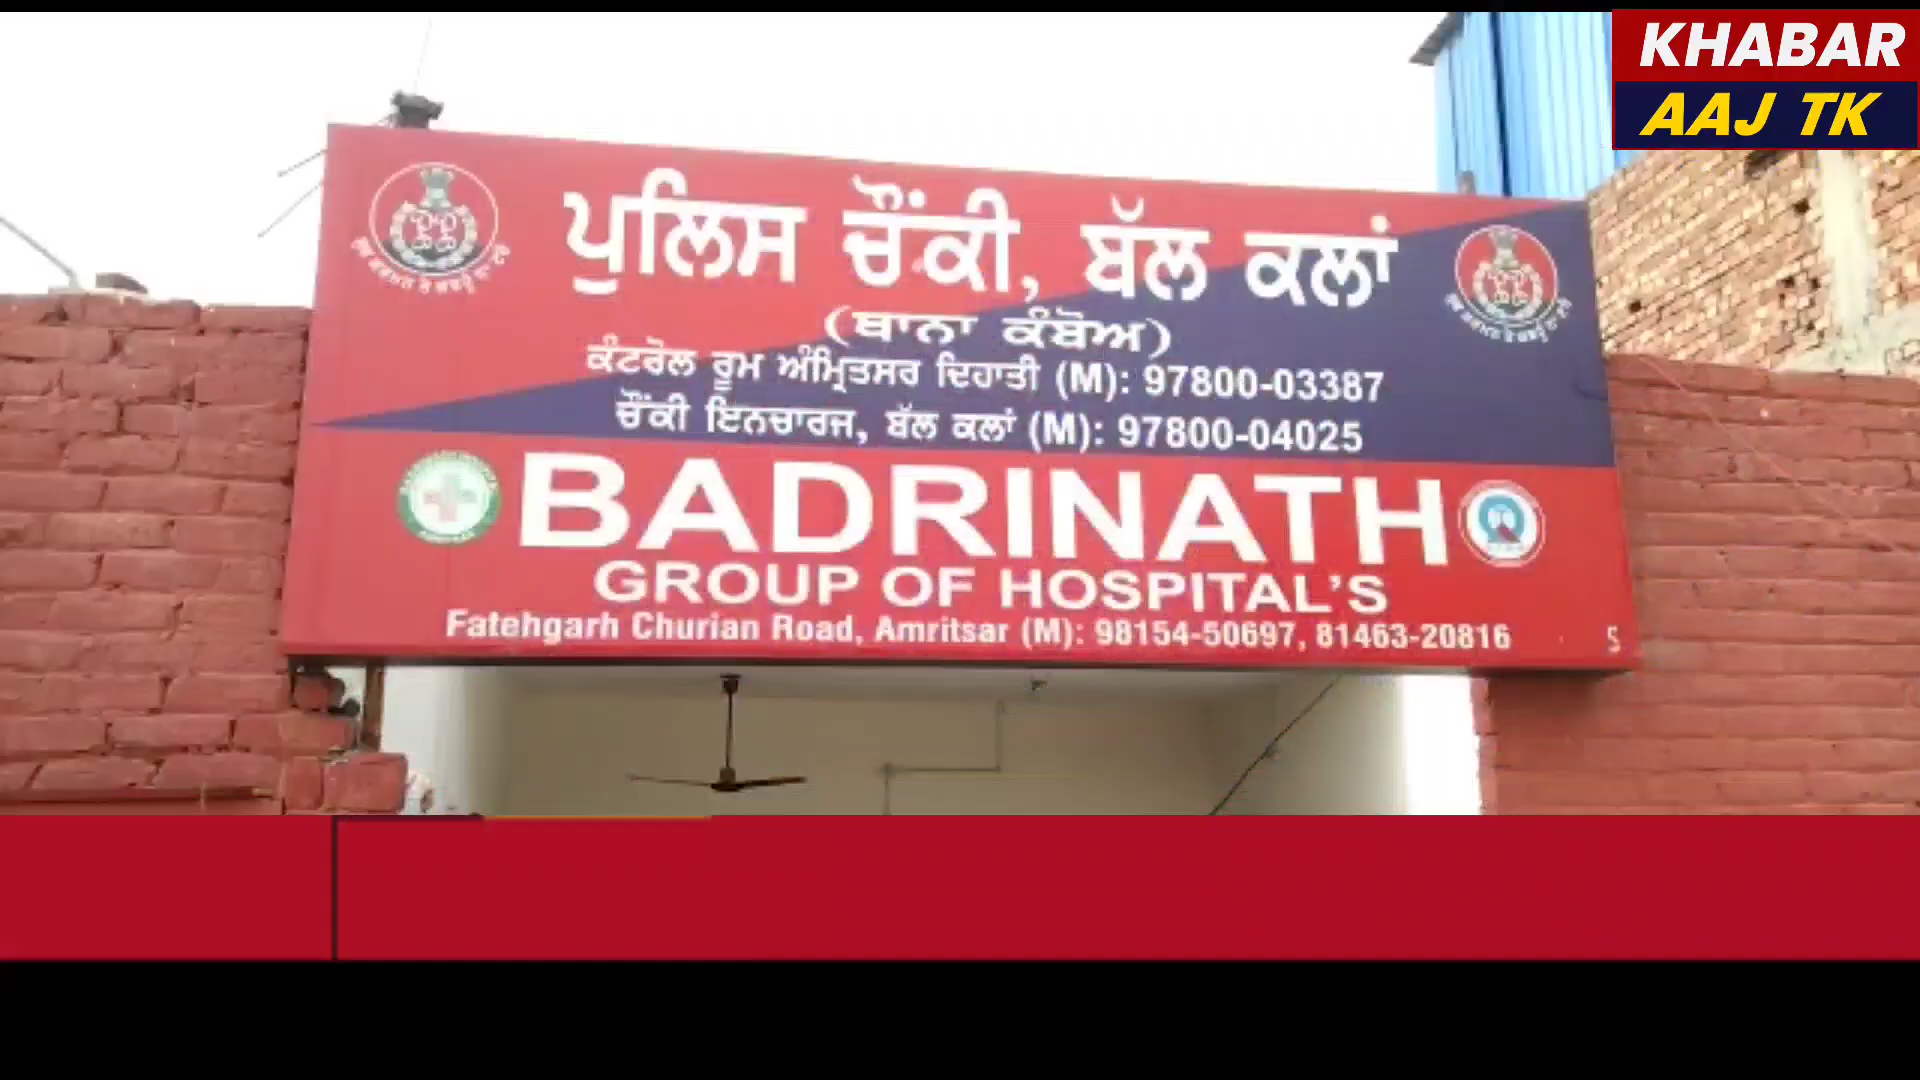 KHABAR
AAJ TK
ਪੁਲਿਸ ਚੌਂਕੀ, ਬੱਲ ਕਲਾਂ
(ਥਾਨਾ ਕੰਬੋਅ)
ਕੰਟਰੋਲ ਰੂਮ ਅੰਮ੍ਰਿਤਸਰ ਦਿਹਾਤੀ (M): 97800-03387
ਚੌਂਕੀ ਇਨਚਾਰਜ, ਬੱਲ ਕਲਾਂ (M): 97800-04025
BADRINATH
GROUP OF HOSPITAL'S
Fatehgarh Churian Road, Amritsar (M): 98154-50697, 81463-20816